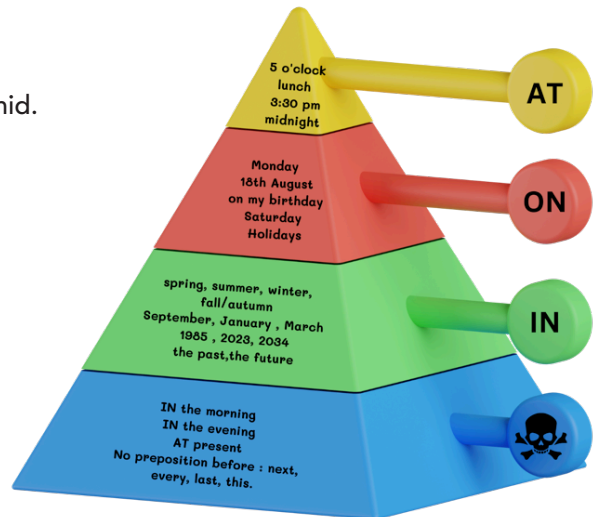 nid.
5 o'clock
lunch
3:30 pm
midnight
AT
Monday
18th August
on my birthday
Saturday
Holidays
ON
spring, summer, winter,
fall/autumn
September, January , March
1985 , 2023, 2034
the past,the future
IN
IN the morning
IN the evening
AT present
No preposition before : next,
every, last, this.